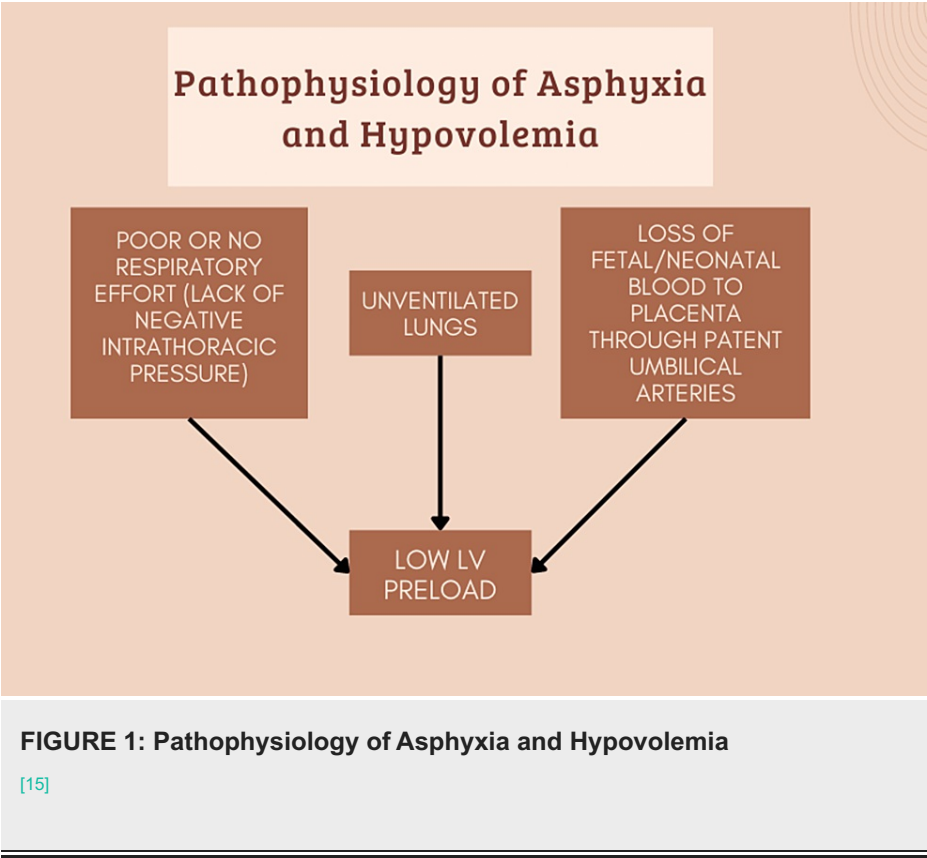 Pathophysiology of Asphyxia
and Hypovolemia
POOR OR NO
RESPIRATORY
EFFORT (LACK OF
NEGATIVE
INTRATHORACIC
PRESSURE)
UNVENTILATED
LUNGS
LOSS OF
FETAL/NEONATAL
BLOOD TO
PLACENTA
THROUGH PATENT
UMBILICAL
ARTERIES
LOW LV
PRELOAD
FIGURE 1: Pathophysiology of Asphyxia and Hypovolemia
[15]